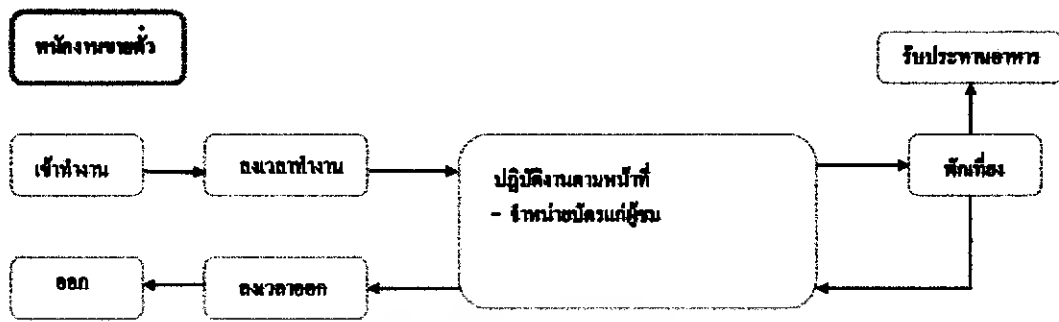 พนักงานขายตั๋ว
รับประทานอาหาร
เข้าทำงาน
ลงเวลาทำงาน
ปฏิบัติงานตามหน้าที่
- จำหน่ายบัตรแก่ผู้ชม
พักเที่ยง
ออก
ลงเวลาออก